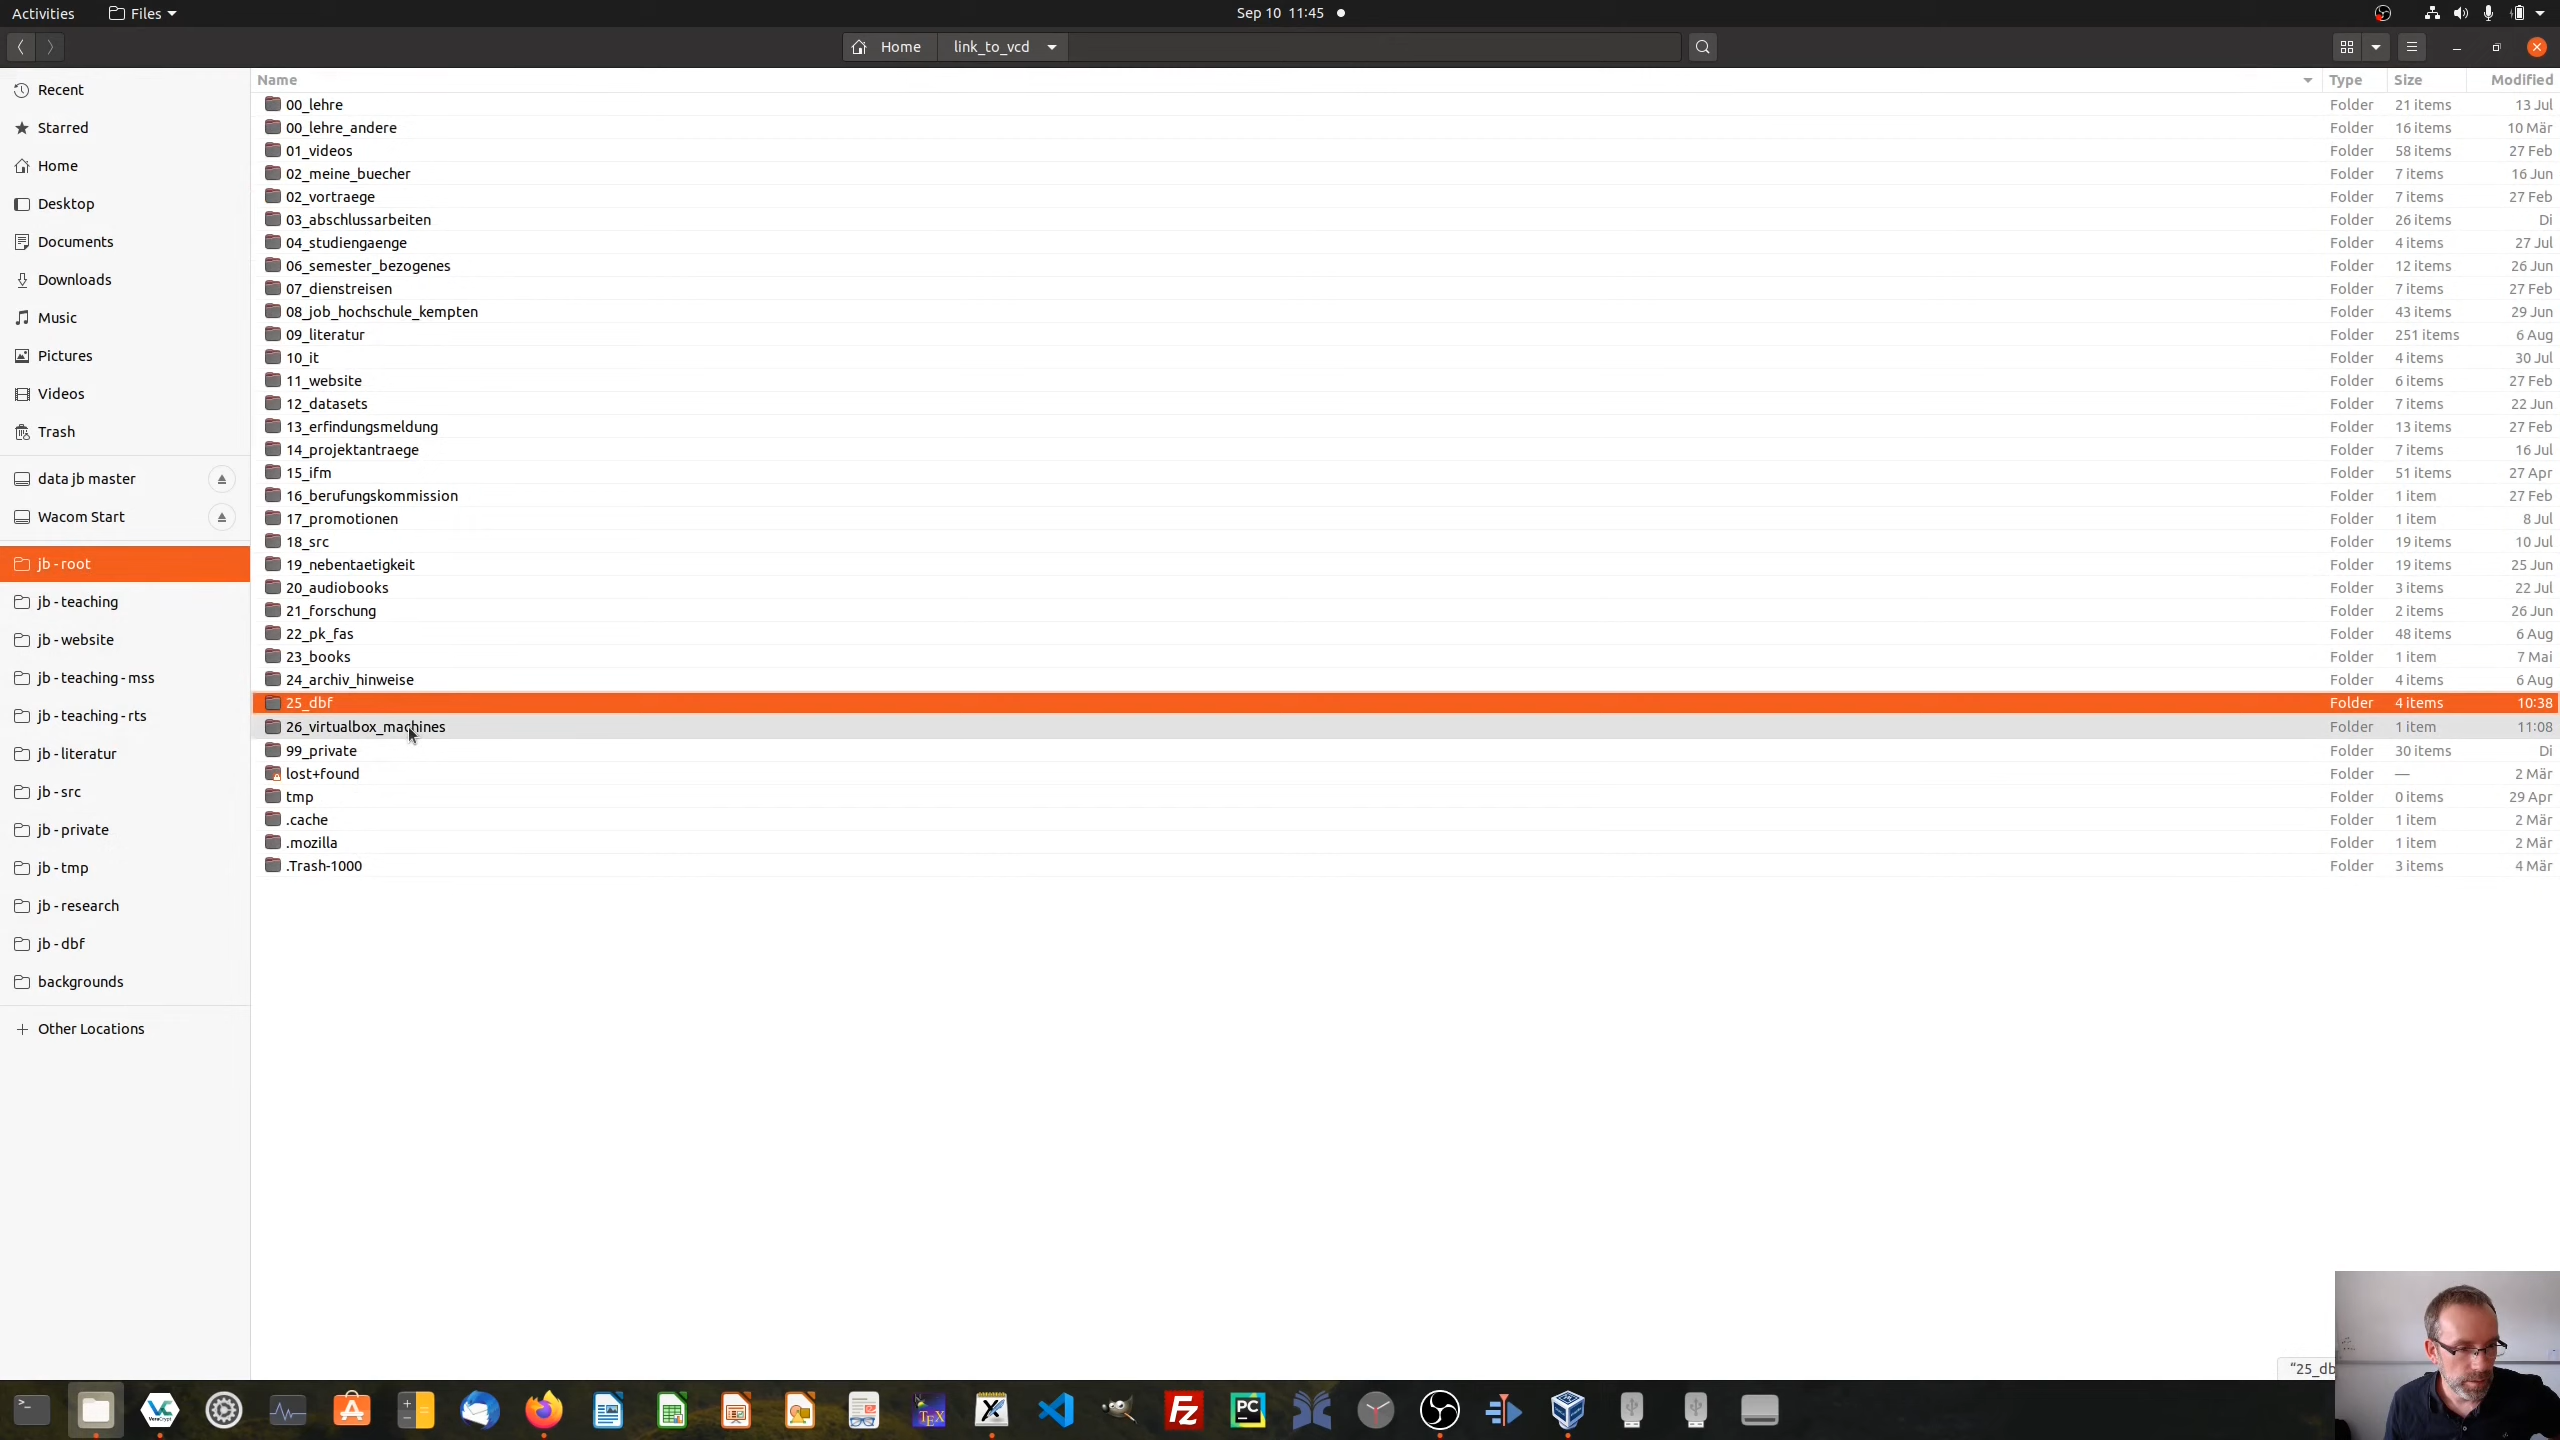 Activities Files Sep 10 11:45
Home link_to_vcd
Name Type Size Modified
Recent
Starred
Home
Desktop
Documents
Downloads
Music
Pictures
Videos
Trash
data jb master
Wacom Start
jb - root
jb - teaching
jb - website
jb - teaching - mss
jb - teaching - rts
jb - literatur
jb - src
jb - private
jb - tmp
jb - research
jb - dbf
backgrounds
Other Locations
00_lehre Folder 21 items 13 Jul
00_lehre_andere Folder 16 items 10 Mär
01_videos Folder 58 items 27 Feb
02_meine_buecher Folder 7 items 16 Jun
02_vortraege Folder 7 items 27 Feb
03_abschlussarbeiten Folder 26 items Di
04_studiengaenge Folder 4 items 27 Jul
06_semester_bezogenes Folder 12 items 26 Jun
07_dienstreisen Folder 7 items 27 Feb
08_job_hochschule_kempten Folder 43 items 29 Jun
09_literatur Folder 251 items 6 Aug
10_it Folder 4 items 30 Jul
11_website Folder 6 items 27 Feb
12_datasets Folder 7 items 22 Jun
13_erfindungsmeldung Folder 13 items 27 Feb
14_projektantraege Folder 7 items 16 Jul
15_ifm Folder 51 items 27 Apr
16_berufungskommission Folder 1 item 27 Feb
17_promotionen Folder 1 item 8 Jul
18_src Folder 19 items 10 Jul
19_nebentaetigkeit Folder 19 items 25 Jun
20_audiobooks Folder 3 items 22 Jul
21_forschung Folder 2 items 26 Jun
22_pk_fas Folder 48 items 6 Aug
23_books Folder 1 item 7 Mai
24_archiv_hinweise Folder 4 items 6 Aug
25_dbf Folder 4 items 10:38
26_virtualbox_machines Folder 1 item 11:08
99_private Folder 30 items Di
lost+found Folder — 2 Mär
tmp Folder 0 items 29 Apr
.cache Folder 1 item 2 Mär
.mozilla Folder 1 item 2 Mär
.Trash-1000 Folder 3 items 4 Mär
“25_db
VC VeraCrypt TEX X Fz PC